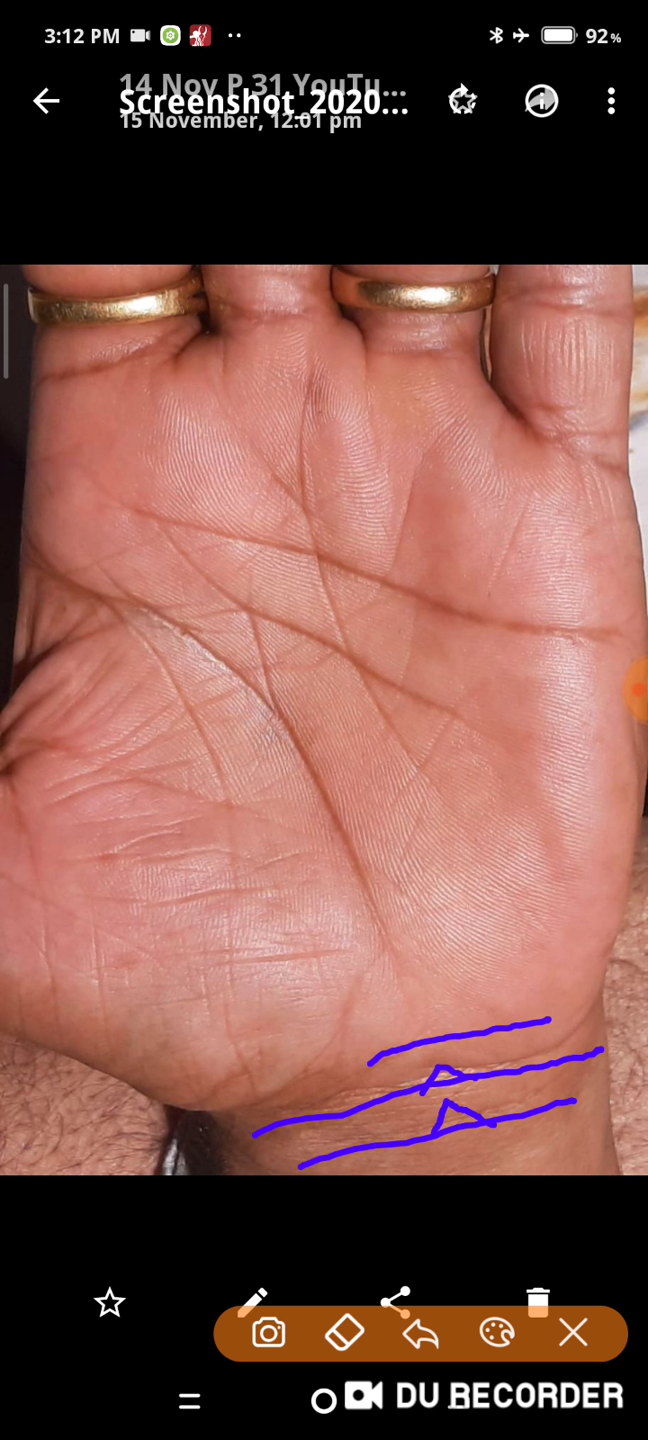 3:12 PM 92%
14 Nov P 31 YouTu...
Screenshot_2020...
15 November, 12:01 pm
DU RECORDER